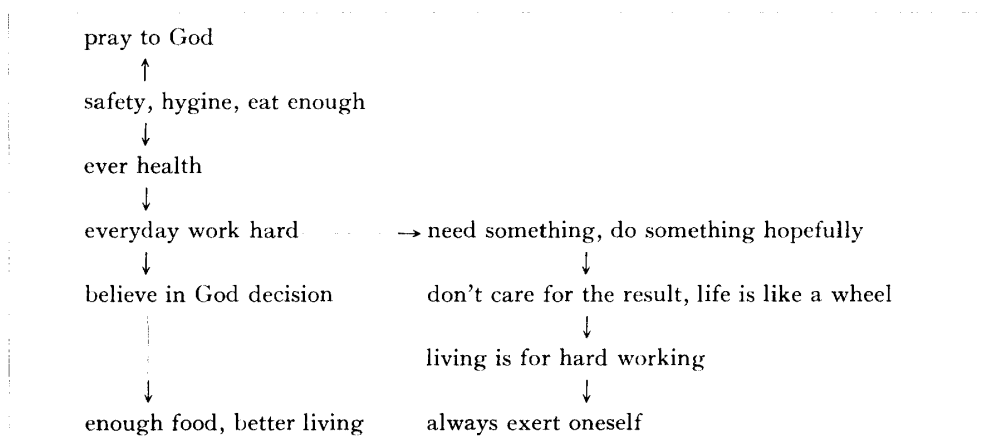 pray to God
↑
safety, hygine, eat enough
↓
ever health
↓
everyday work hard → need something, do something hopefully
↓ ↓
believe in God decision don't care for the result, life is like a wheel
↓
living is for hard working
↓ ↓
enough food, better living always exert oneself